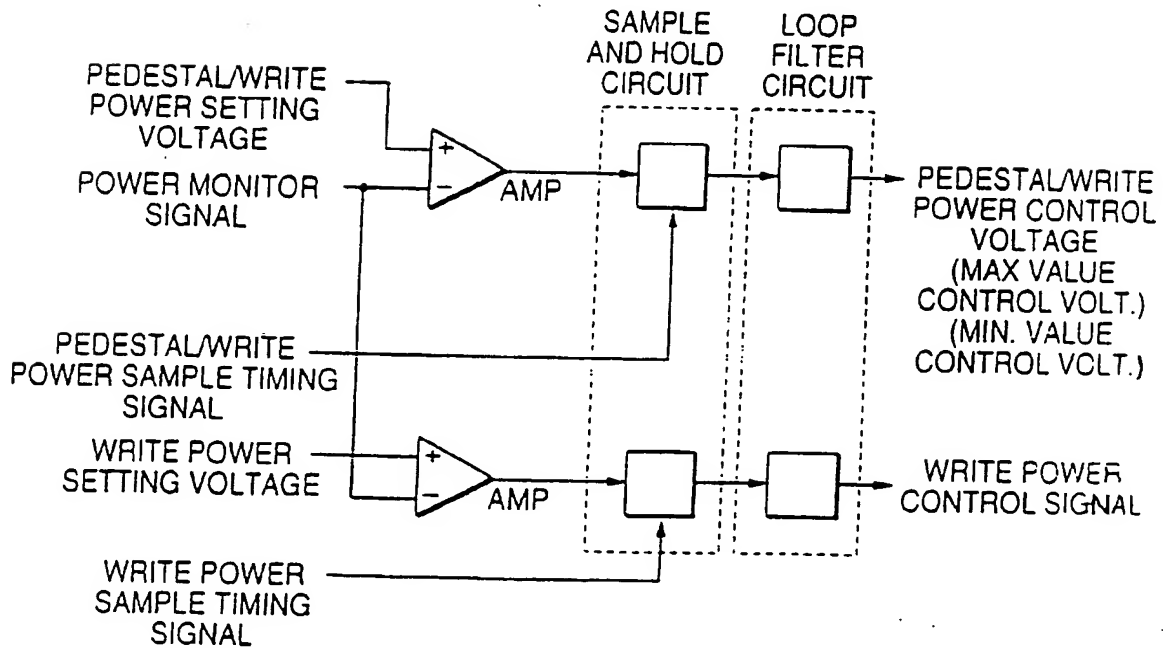 SAMPLE
AND HOLD
CIRCUIT
LOOP
FILTER
CIRCUIT
PEDESTAL/WRITE
POWER SETTING
VOLTAGE
+
POWER MONITOR
SIGNAL
−
AMP
PEDESTAL/WRITE
POWER CONTROL
VOLTAGE
(MAX VALUE
CONTROL VOLT.)
(MIN. VALUE
CONTROL VOLT.)
PEDESTAL/WRITE
POWER SAMPLE TIMING
SIGNAL
WRITE POWER
SETTING VOLTAGE
+
−
AMP
WRITE POWER
CONTROL SIGNAL
WRITE POWER
SAMPLE TIMING
SIGNAL